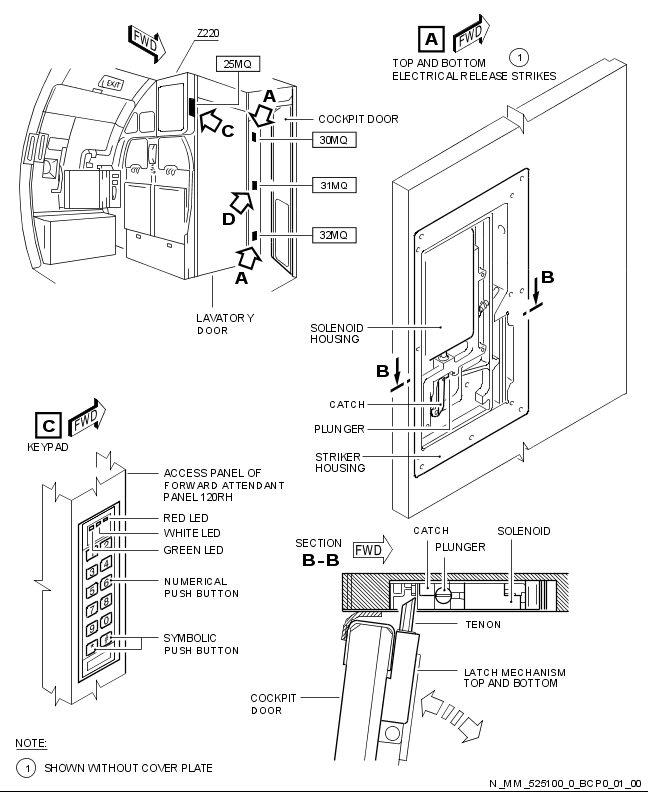 FWD
Z220
25MQ
EXIT
A
C
COCKPIT DOOR
30MQ
31MQ
D
32MQ
A
LAVATORY
DOOR
A
FWD
1
TOP AND BOTTOM
ELECTRICAL RELEASE STRIKES
B
SOLENOID
HOUSING
B
CATCH
PLUNGER
STRIKER
HOUSING
C
FWD
KEYPAD
ACCESS PANEL OF
FORWARD ATTENDANT
PANEL 120RH
RED LED
WHITE LED
GREEN LED
2
3 4
5 6
7 8
9 0
NUMERICAL
PUSH BUTTON
* #
SYMBOLIC
PUSH BUTTON
SECTION
B-B
FWD
CATCH
PLUNGER
SOLENOID
TENON
LATCH MECHANISM
TOP AND BOTTOM
COCKPIT
DOOR
NOTE:
1 SHOWN WITHOUT COVER PLATE
N_MM_525100_0_BCP0_01_00